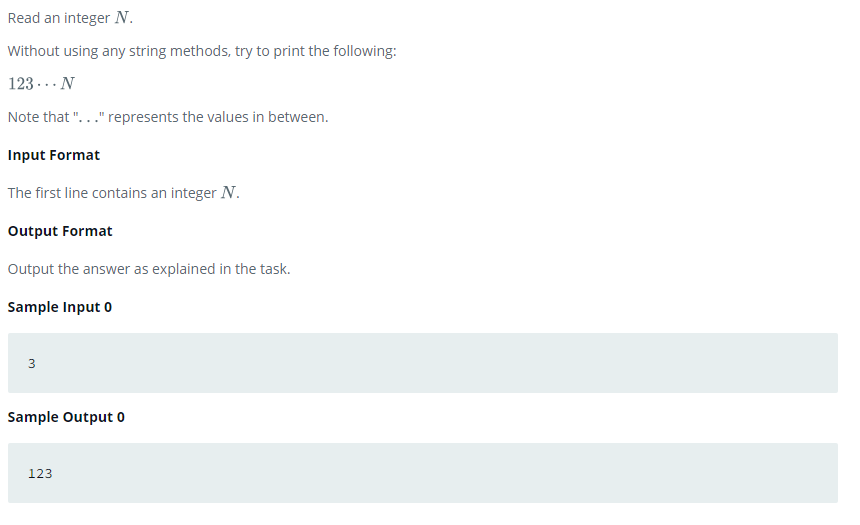 Read an integer N.
Without using any string methods, try to print the following:
123 ⋯ N
Note that "..." represents the values in between.
Input Format
The first line contains an integer N.
Output Format
Output the answer as explained in the task.
Sample Input 0
3
Sample Output 0
123